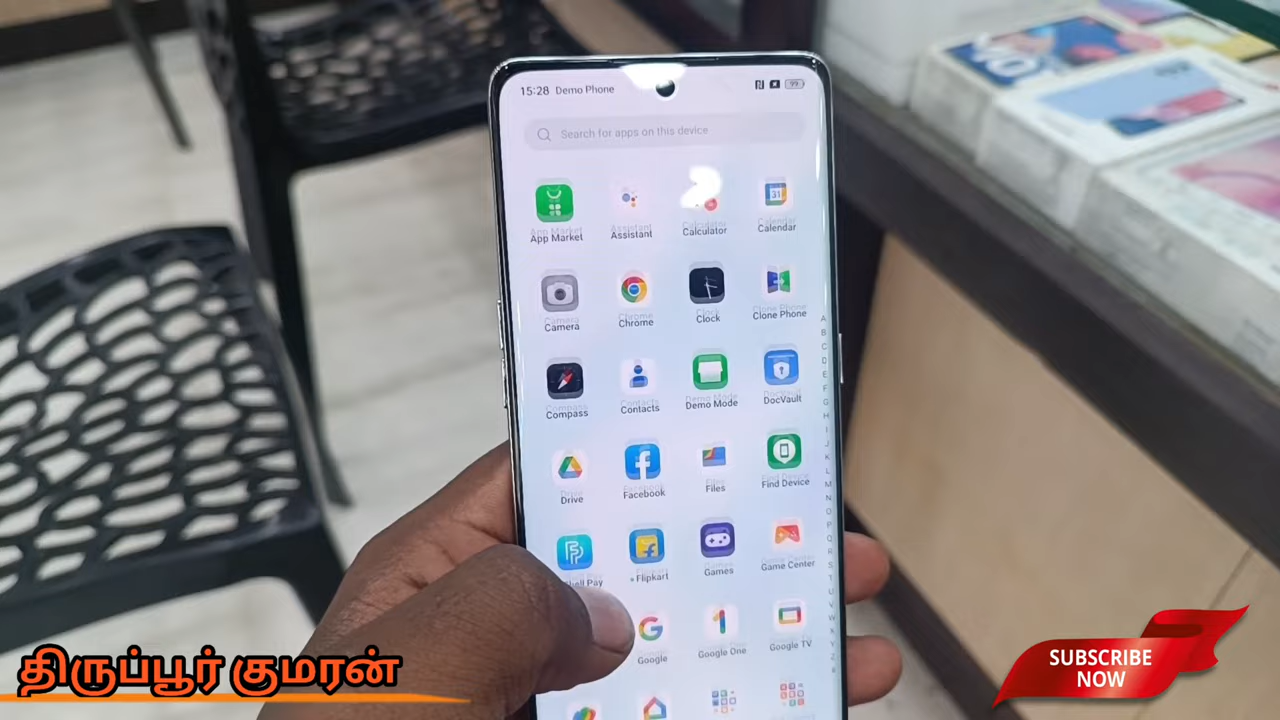 15:28 Demo Phone 99
Search for apps on this device
App Market Assistant Calculator Calendar
31
Camera Chrome Clock Clone Phone
Compass Contacts Demo Mode DocVault
Drive Facebook Files Find Device
Flipkart Games Game Center
Google Google One Google TV
A
B
C
D
E
F
G
H
I
J
K
L
M
N
O
P
Q
R
S
T
U
V
W
X
Y
Z
#
திருப்பூர் குமரன்
SUBSCRIBE
NOW